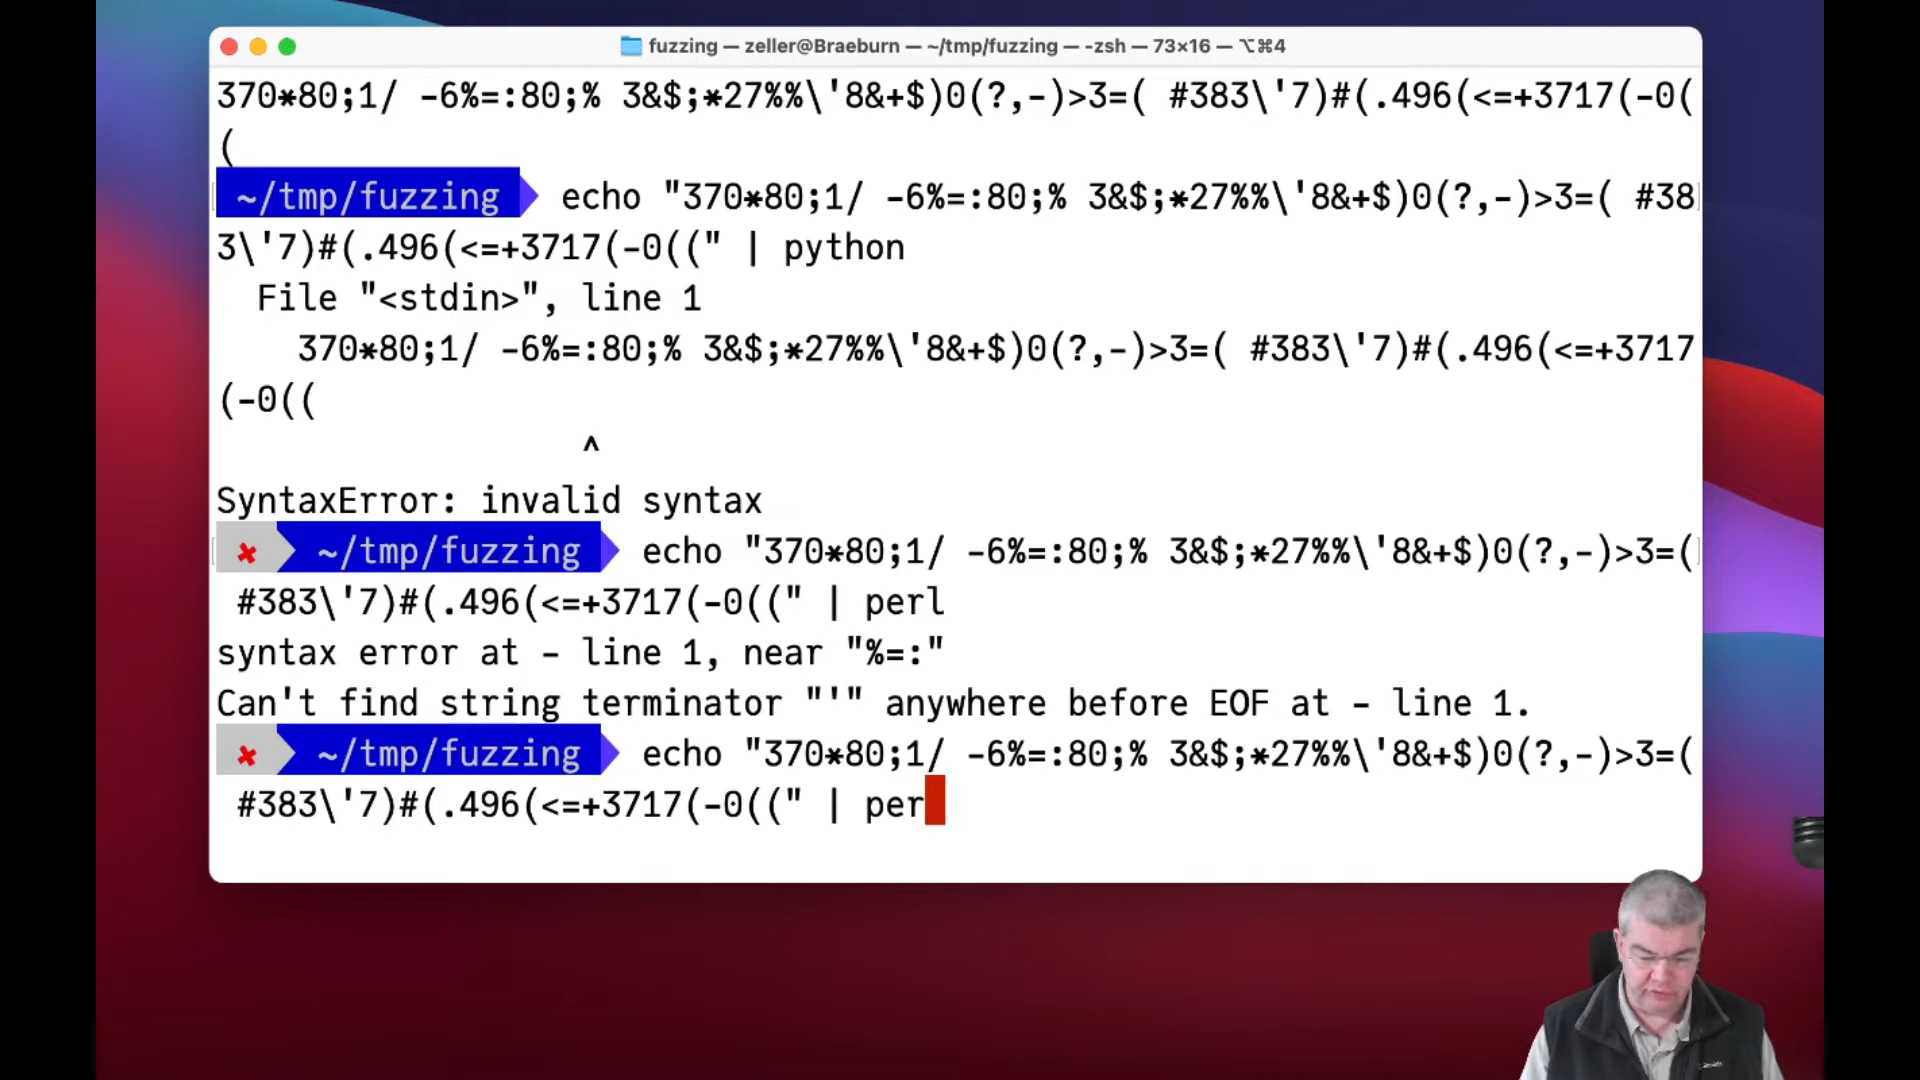 fuzzing — zeller@Braeburn — ~/tmp/fuzzing — -zsh — 73×16 — ⌥⌘4
370*80;1/ -6%=:80;% 3&$;*27%%\'8&+$)0(?,-)>3=( #383\'7)#(.496(<=+3717(-0(
(
~/tmp/fuzzing echo "370*80;1/ -6%=:80;% 3&$;*27%%\'8&+$)0(?,-)>3=( #38
3\'7)#(.496(<=+3717(-0((" | python
File "<stdin>", line 1
370*80;1/ -6%=:80;% 3&$;*27%%\'8&+$)0(?,-)>3=( #383\'7)#(.496(<=+3717
(-0((
^
SyntaxError: invalid syntax
✘ ~/tmp/fuzzing echo "370*80;1/ -6%=:80;% 3&$;*27%%\'8&+$)0(?,-)>3=(
#383\'7)#(.496(<=+3717(-0((" | perl
syntax error at - line 1, near "%=:"
Can't find string terminator "'" anywhere before EOF at - line 1.
✘ ~/tmp/fuzzing echo "370*80;1/ -6%=:80;% 3&$;*27%%\'8&+$)0(?,-)>3=(
#383\'7)#(.496(<=+3717(-0((" | per